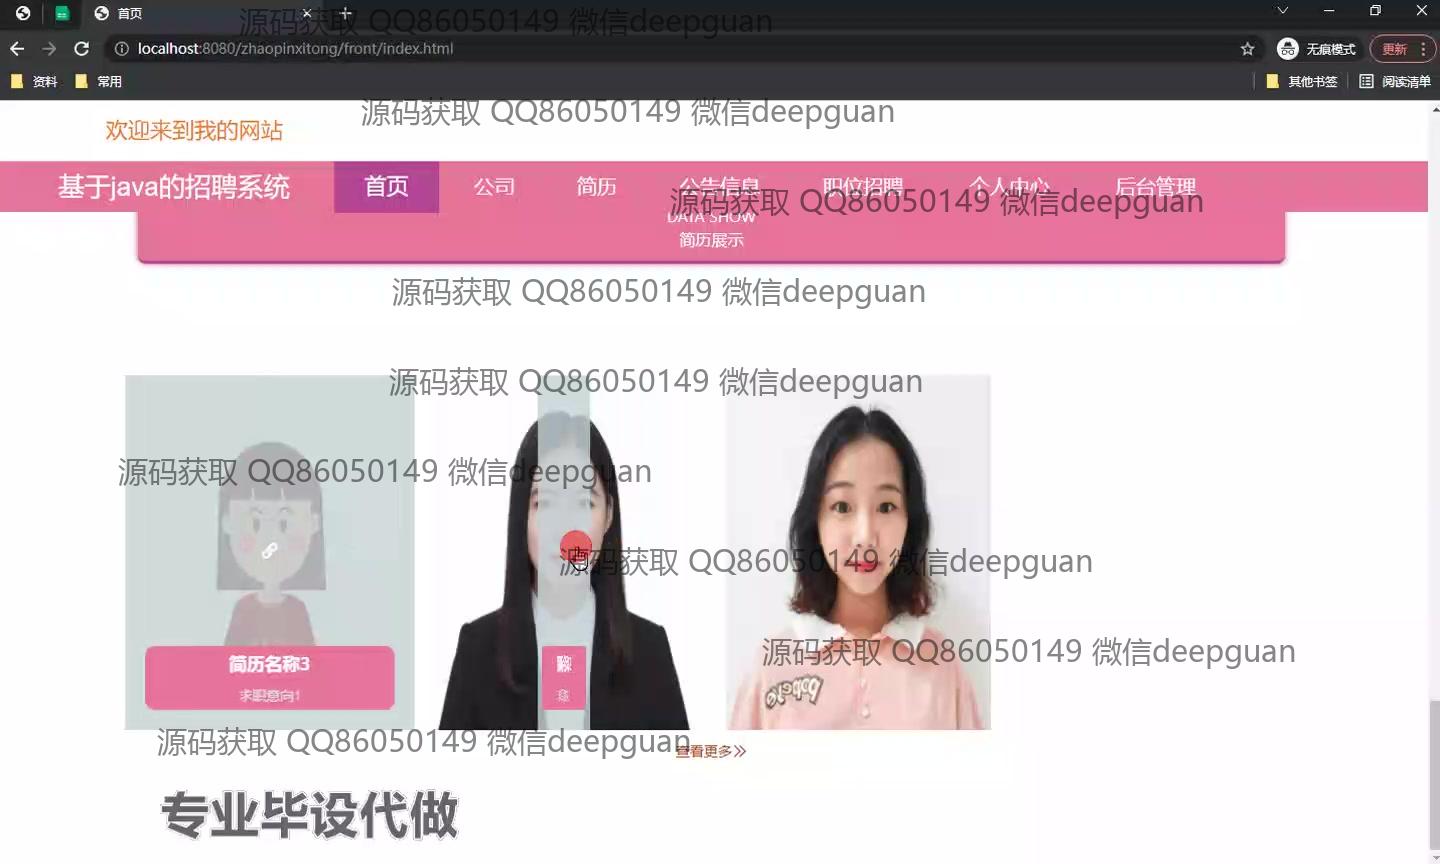 首页
源码获取 QQ86050149 微信deepguan
localhost:8080/zhaopinxitong/front/index.html
无痕模式
更新
资料
常用
其他书签
阅读清单
源码获取 QQ86050149 微信deepguan
欢迎来到我的网站
基于java的招聘系统
首页
公司
简历
公告信息
职位招聘
个人中心
后台管理
源码获取 QQ86050149 微信deepguan
DATA SHOW
简历展示
源码获取 QQ86050149 微信deepguan
源码获取 QQ86050149 微信deepguan
源码获取 QQ86050149 微信deepguan
源码获取 QQ86050149 微信deepguan
源码获取 QQ86050149 微信deepguan
简历名称3
求职意向1
源码获取 QQ86050149 微信deepguan
查看更多
专业毕设代做